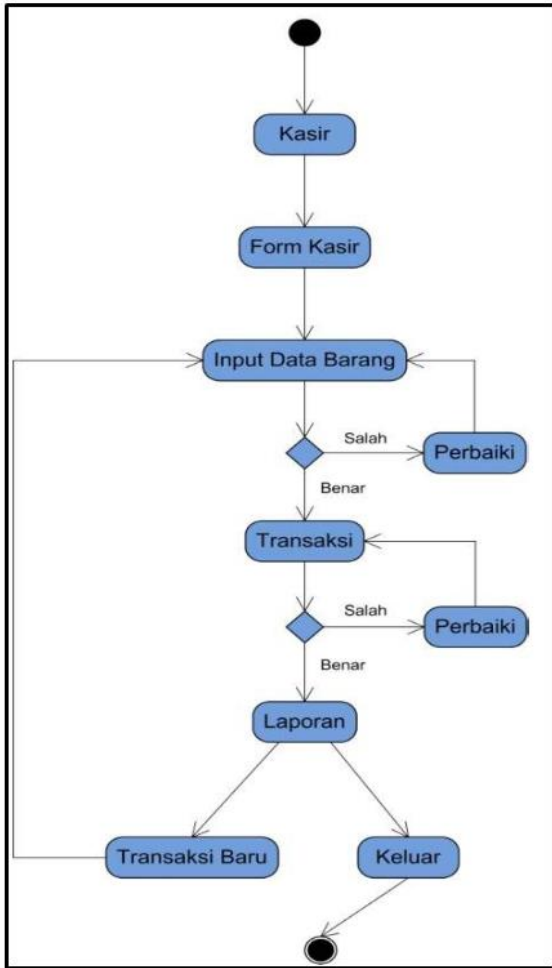 Kasir
Form Kasir
Input Data Barang
Salah
Perbaiki
Benar
Transaksi
Salah
Perbaiki
Benar
Laporan
Transaksi Baru
Keluar